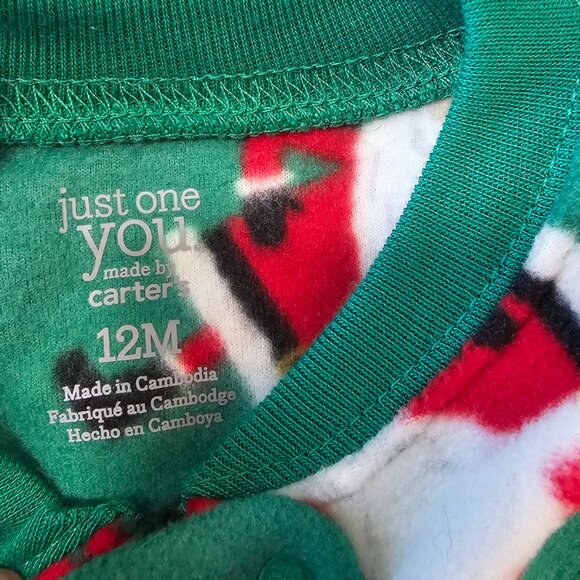 just one
you.
made by
carter's
12M
Made in Cambodia
Fabriqué au Cambodge
Hecho en Camboya